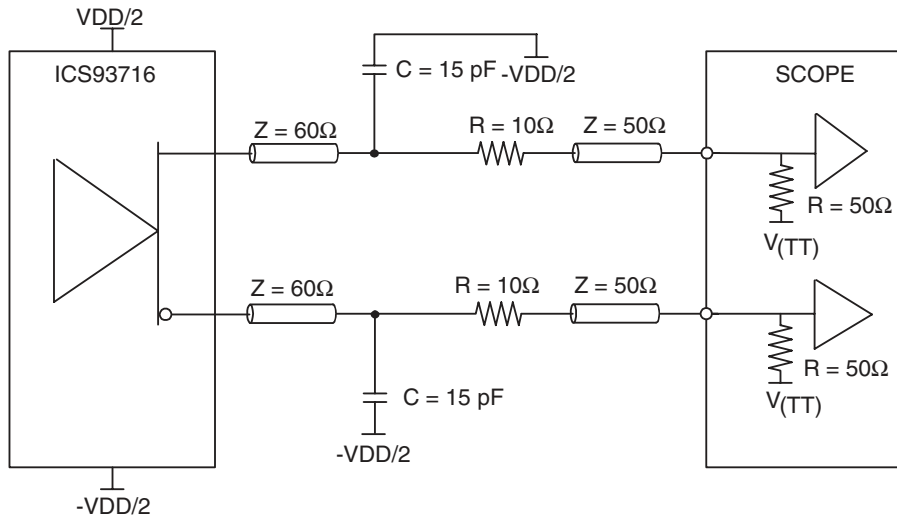 VDD/2
ICS93716
C = 15 pF
-VDD/2
SCOPE
Z = 60Ω
R = 10Ω
Z = 50Ω
R = 50Ω
V(TT)
Z = 60Ω
R = 10Ω
Z = 50Ω
R = 50Ω
V(TT)
C = 15 pF
-VDD/2
-VDD/2